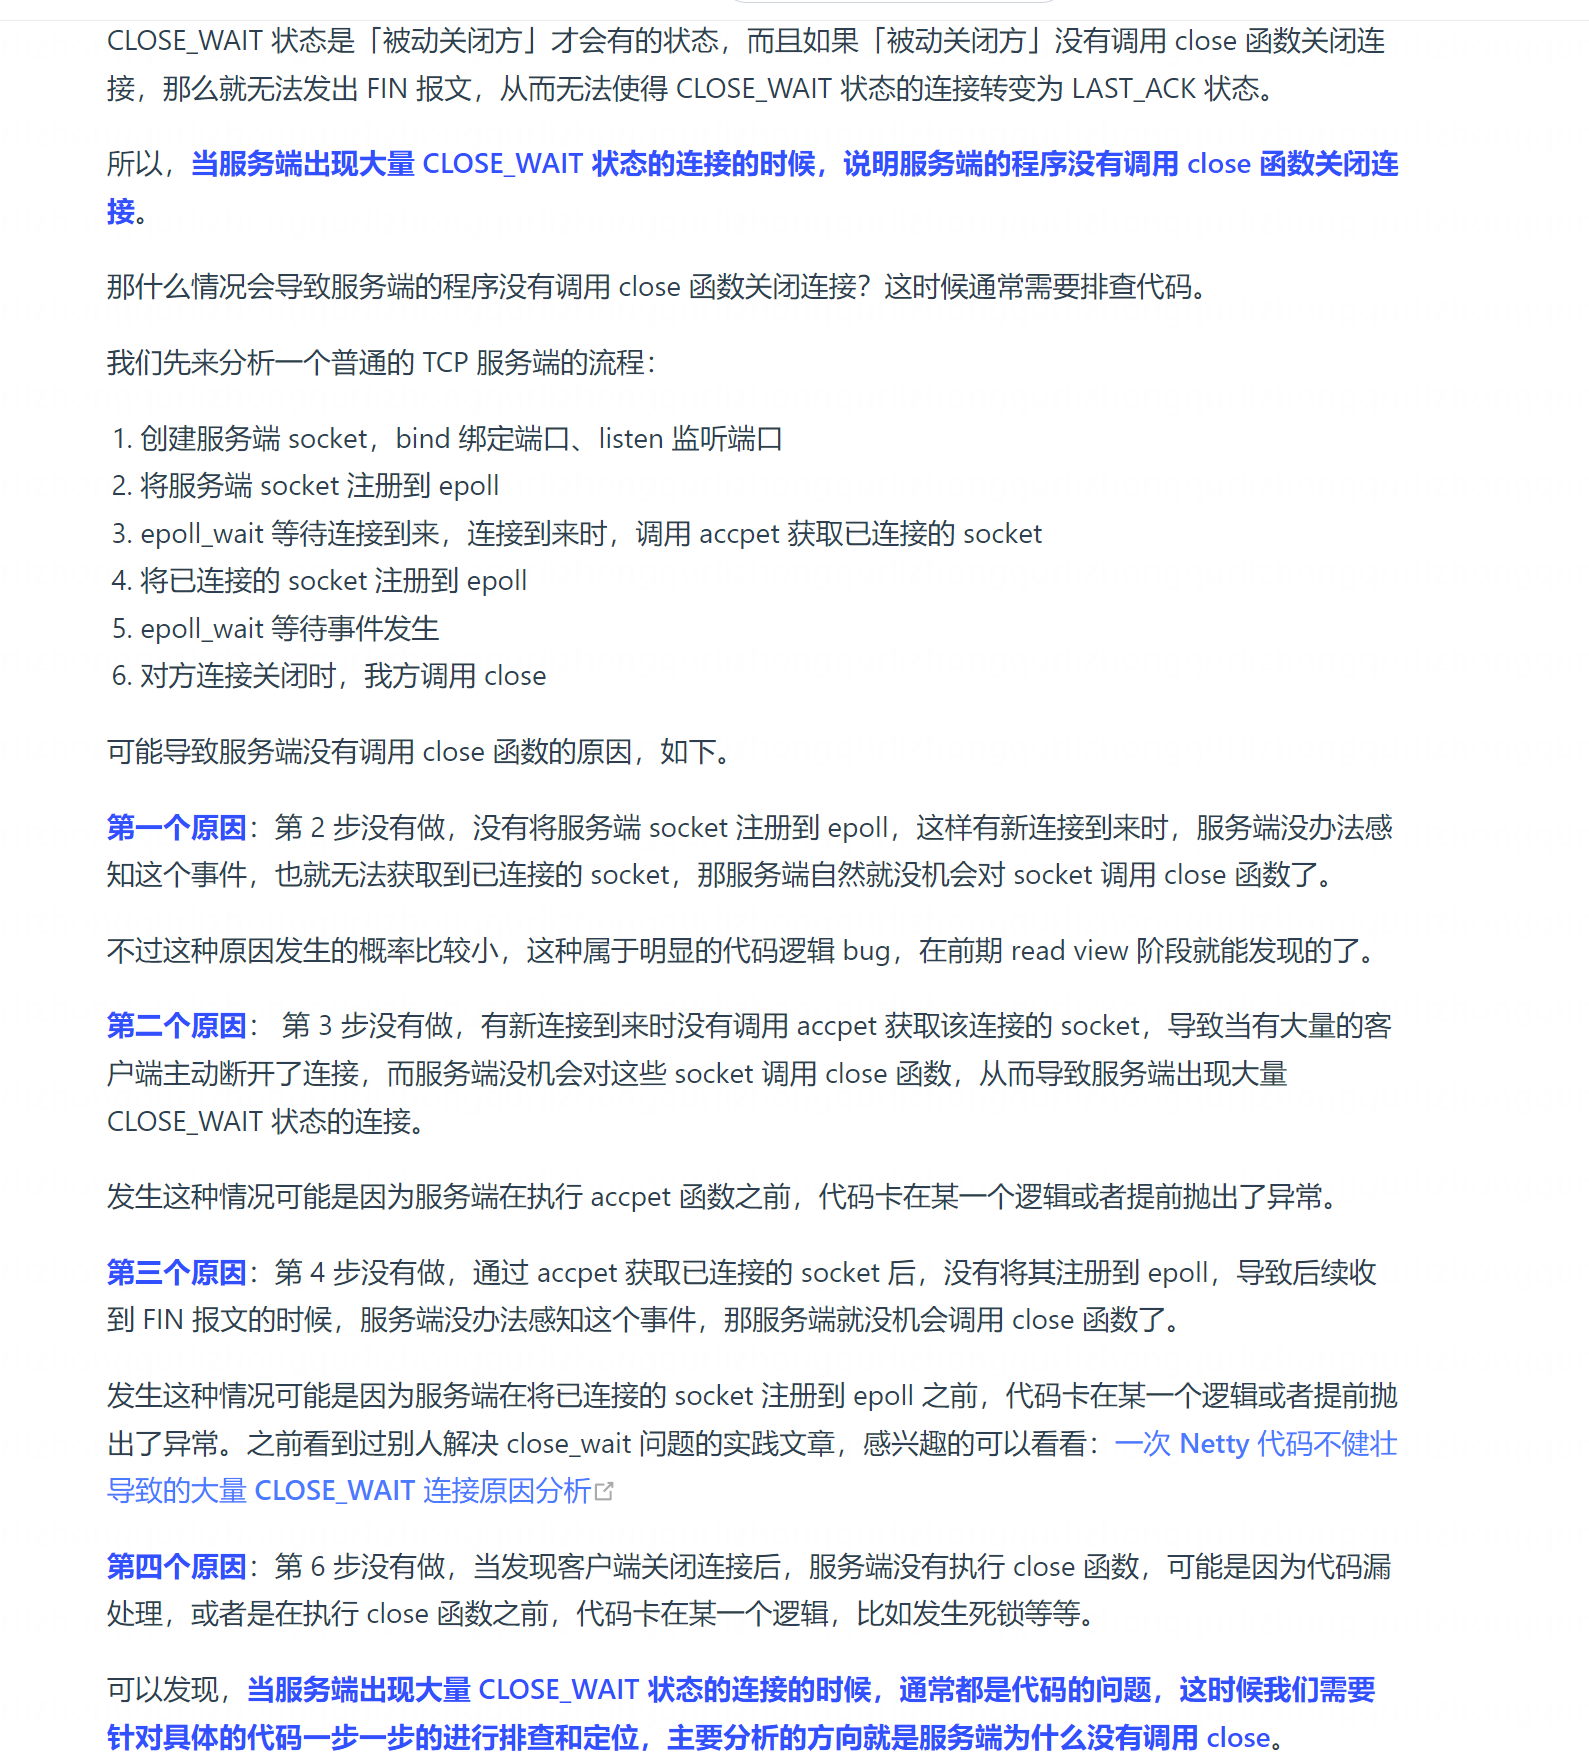 CLOSE_WAIT 状态是「被动关闭方」才会有的状态，而且如果「被动关闭方」没有调用 close 函数关闭连
接，那么就无法发出 FIN 报文，从而无法使得 CLOSE_WAIT 状态的连接转变为 LAST_ACK 状态。
所以，当服务端出现大量 CLOSE_WAIT 状态的连接的时候，说明服务端的程序没有调用 close 函数关闭连
接。
那什么情况会导致服务端的程序没有调用 close 函数关闭连接？这时候通常需要排查代码。
我们先来分析一个普通的 TCP 服务端的流程：
1. 创建服务端 socket，bind 绑定端口、listen 监听端口
2. 将服务端 socket 注册到 epoll
3. epoll_wait 等待连接到来，连接到来时，调用 accpet 获取已连接的 socket
4. 将已连接的 socket 注册到 epoll
5. epoll_wait 等待事件发生
6. 对方连接关闭时，我方调用 close
可能导致服务端没有调用 close 函数的原因，如下。
第一个原因：第 2 步没有做，没有将服务端 socket 注册到 epoll，这样有新连接到来时，服务端没办法感
知这个事件，也就无法获取到已连接的 socket，那服务端自然就没机会对 socket 调用 close 函数了。
不过这种原因发生的概率比较小，这种属于明显的代码逻辑 bug，在前期 read view 阶段就能发现的了。
第二个原因： 第 3 步没有做，有新连接到来时没有调用 accpet 获取该连接的 socket，导致当有大量的客
户端主动断开了连接，而服务端没机会对这些 socket 调用 close 函数，从而导致服务端出现大量
CLOSE_WAIT 状态的连接。
发生这种情况可能是因为服务端在执行 accpet 函数之前，代码卡在某一个逻辑或者提前抛出了异常。
第三个原因：第 4 步没有做，通过 accpet 获取已连接的 socket 后，没有将其注册到 epoll，导致后续收
到 FIN 报文的时候，服务端没办法感知这个事件，那服务端就没机会调用 close 函数了。
发生这种情况可能是因为服务端在将已连接的 socket 注册到 epoll 之前，代码卡在某一个逻辑或者提前抛
出了异常。之前看到过别人解决 close_wait 问题的实践文章，感兴趣的可以看看：一次 Netty 代码不健壮
导致的大量 CLOSE_WAIT 连接原因分析
第四个原因：第 6 步没有做，当发现客户端关闭连接后，服务端没有执行 close 函数，可能是因为代码漏
处理，或者是在执行 close 函数之前，代码卡在某一个逻辑，比如发生死锁等等。
可以发现，当服务端出现大量 CLOSE_WAIT 状态的连接的时候，通常都是代码的问题，这时候我们需要
针对具体的代码一步一步的进行排查和定位，主要分析的方向就是服务端为什么没有调用 close。